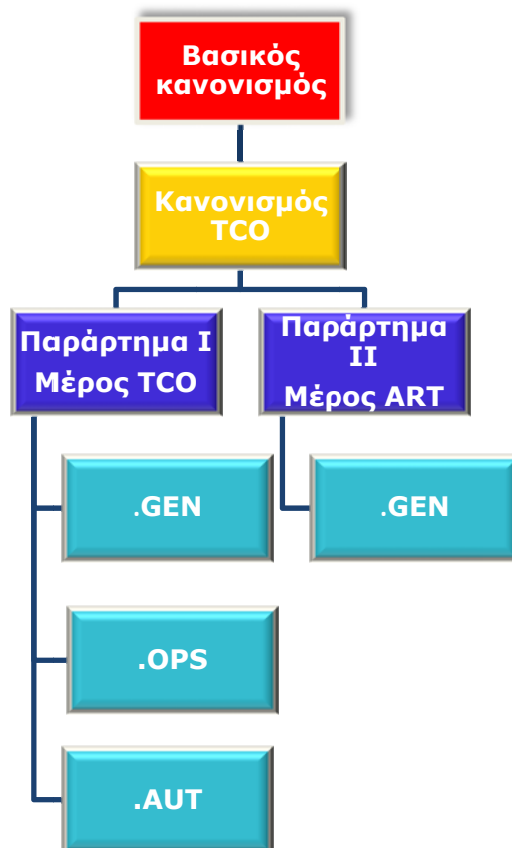 Βασικός
κανονισμός
Κανονισμός
TCO
Παράρτημα I
Μέρος TCO
Παράρτημα
II
Μέρος ART
.GEN
.GEN
.OPS
.AUT